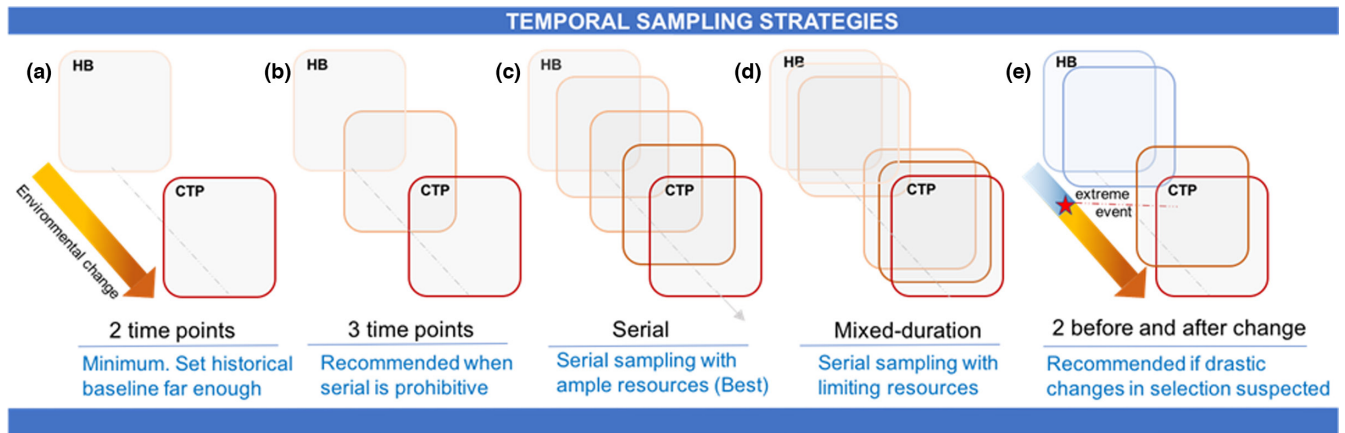 TEMPORAL SAMPLING STRATEGIES
(a)
HB
CTP
Environmental change
2 time points
Minimum. Set historical
baseline far enough
(b)
HB
CTP
3 time points
Recommended when
serial is prohibitive
(c)
HB
CTP
Serial
Serial sampling with
ample resources (Best)
(d)
HB
CTP
Mixed-duration
Serial sampling with
limiting resources
(e)
HB
extreme
event
CTP
2 before and after change
Recommended if drastic
changes in selection suspected